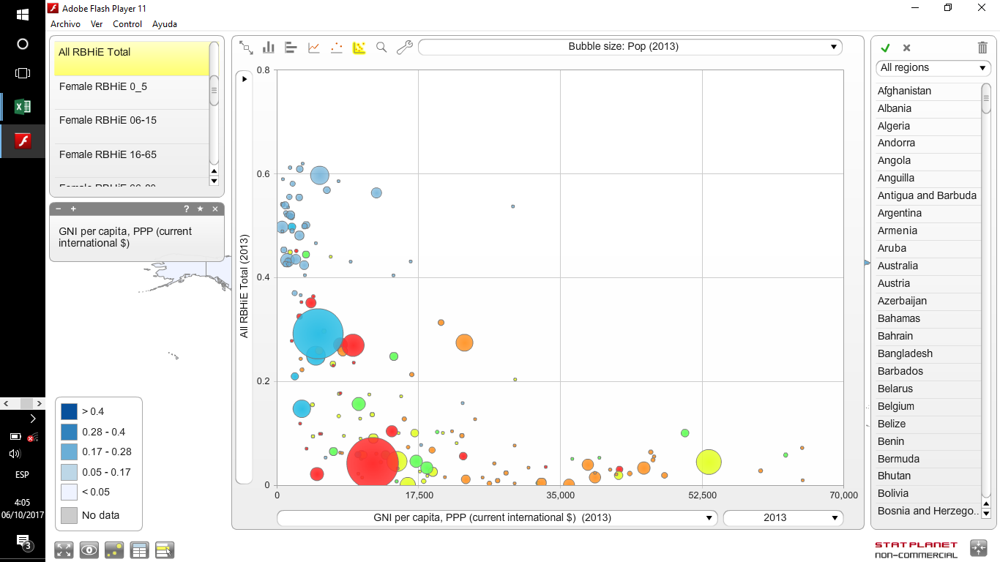 Adobe Flash Player 11
Archivo Ver Control Ayuda
All RBHiE Total
Female RBHiE 0_5
Female RBHiE 06-15
Female RBHiE 16-65
GNI per capita, PPP (current
international $)
> 0.4
0.28 - 0.4
0.17 - 0.28
0.05 - 0.17
< 0.05
No data
ESP
4:05
06/10/2017
3
Bubble size: Pop (2013)
All RBHiE Total (2013)
0.8
0.6
0.4
0.2
0
0 17,500 35,000 52,500 70,000
GNI per capita, PPP (current international $) (2013)
2013
All regions
Afghanistan
Albania
Algeria
Andorra
Angola
Anguilla
Antigua and Barbuda
Argentina
Armenia
Aruba
Australia
Austria
Azerbaijan
Bahamas
Bahrain
Bangladesh
Barbados
Belarus
Belgium
Belize
Benin
Bermuda
Bhutan
Bolivia
Bosnia and Herzego..
STATPLANET
NON-COMMERCIAL